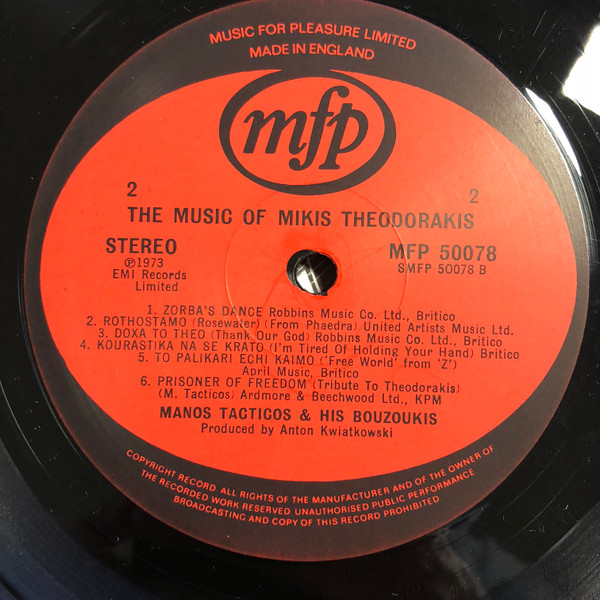 MUSIC FOR PLEASURE LIMITED
MADE IN ENGLAND
mfp
2 2
THE MUSIC OF MIKIS THEODORAKIS
STEREO MFP 50078
℗1973 SMFP 50078 B
EMI Records
Limited
1. ZORBA'S DANCE Robbins Music Co. Ltd., Britico
2. ROTHOSTAMO (Rosewater) (From Phaedra) United Artists Music Ltd.
3. DOXA TO THEO (Thank Our God) Robbins Music Co. Ltd., Britico
4. KOURASTIKA NA SE KRATO (I'm Tired Of Holding Your Hand) Britico
5. TO PALIKARI ECHI KAIMO ('Free World' from 'Z')
April Music, Britico
6. PRISONER OF FREEDOM (Tribute To Theodorakis)
(M. Tacticos) Ardmore & Beechwood Ltd., KPM
MANOS TACTICOS & HIS BOUZOUKIS
Produced by Anton Kwiatkowski
COPYRIGHT RECORD ALL RIGHTS OF THE MANUFACTURER AND OF THE OWNER OF
THE RECORDED WORK RESERVED UNAUTHORISED PUBLIC PERFORMANCE
BROADCASTING AND COPY OF THIS RECORD PROHIBITED